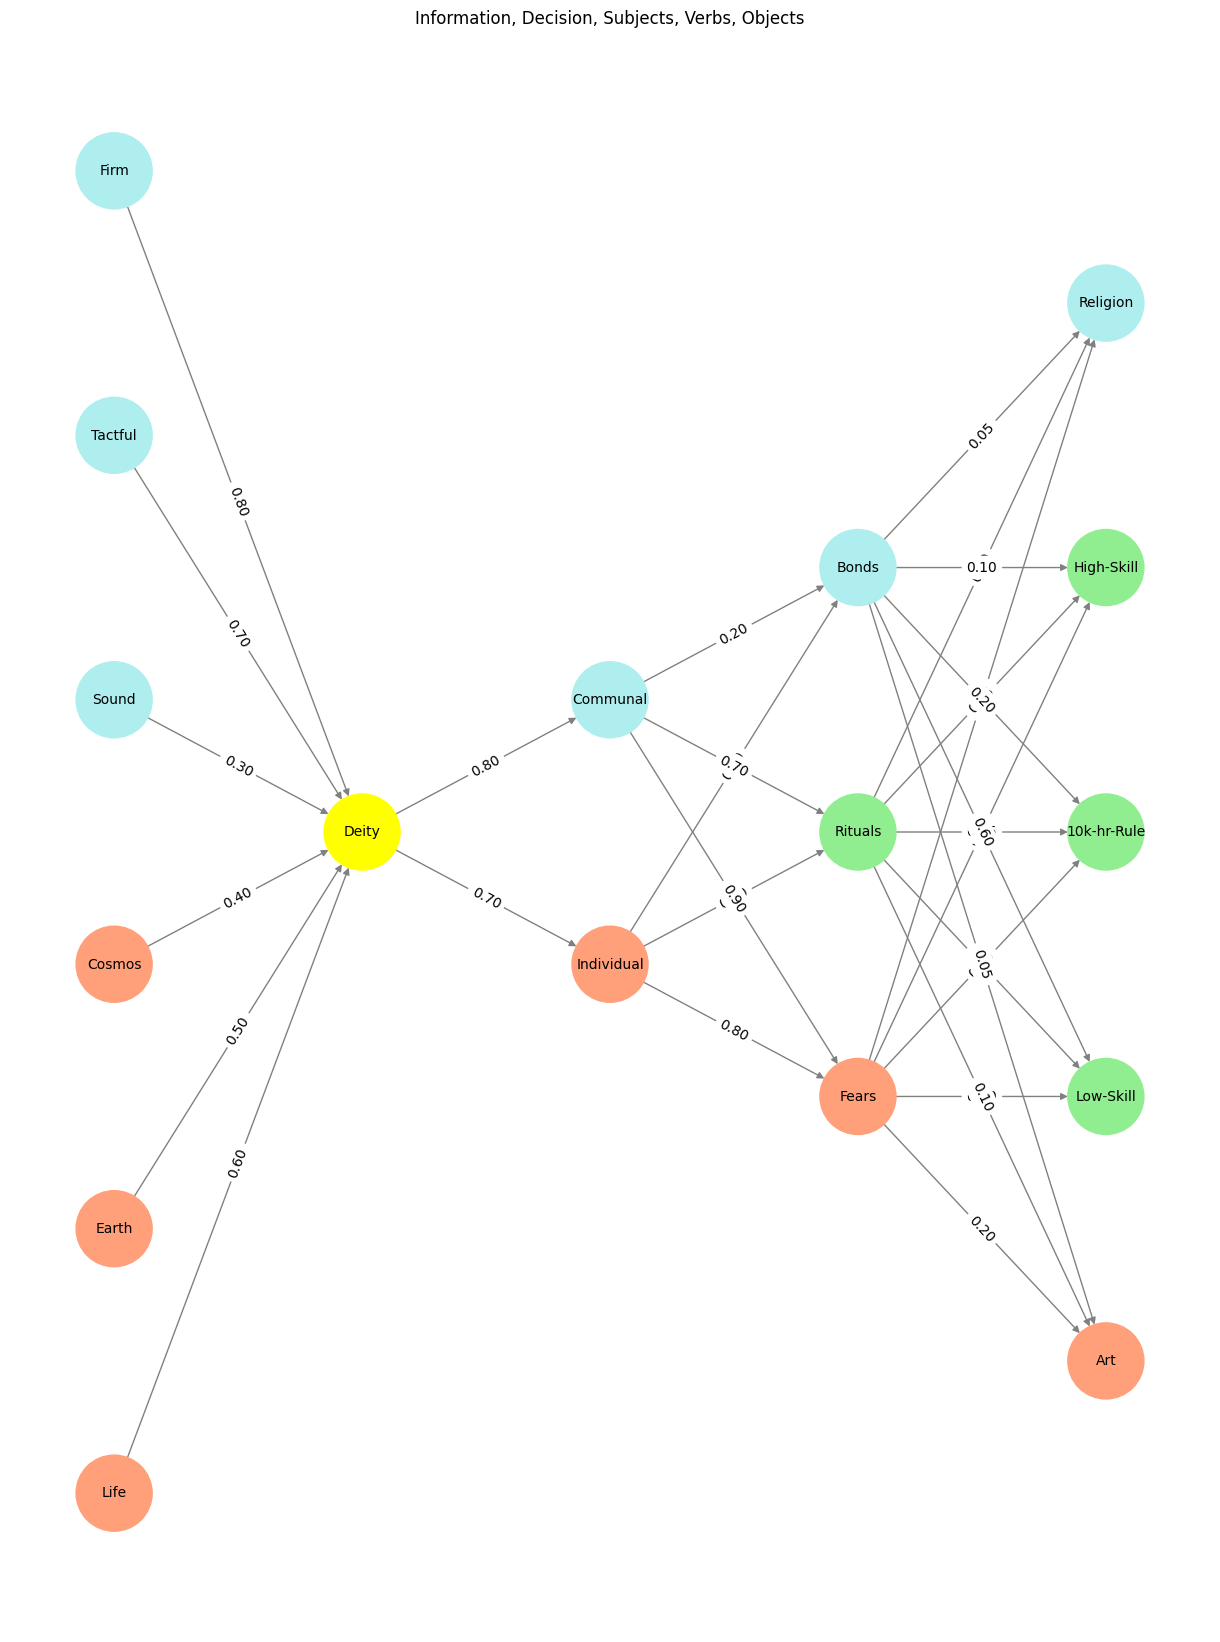 Information, Decision, Subjects, Verbs, Objects
Firm
Religion
Tactful
0.05
0.80
Bonds
0.10
High-Skill
0.70
0.20
Sound
Communal
0.20
0.30
0.80
0.70
Deity
Rituals
0.60
10k-hr-Rule
0.40
0.70
0.90
Cosmos
Individual
0.05
0.50
0.80
Fears
0.10
Low-Skill
0.60
Earth
0.20
Art
Life